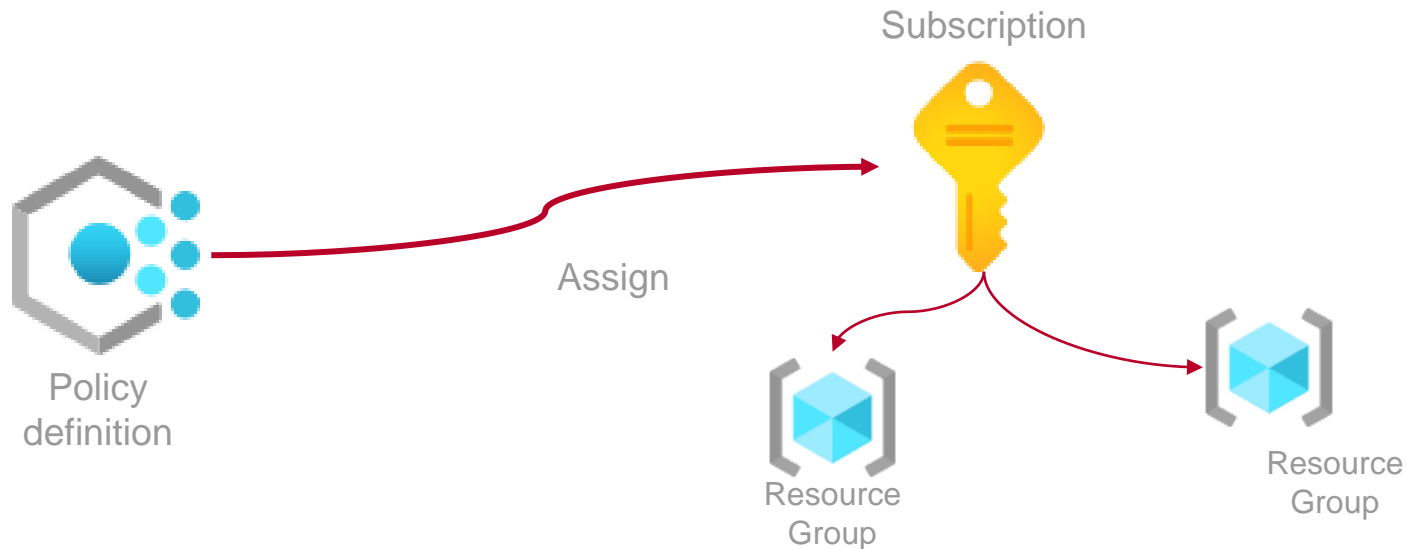 Subscription
Assign
Policy
definition
Resource
Group
Resource
Group